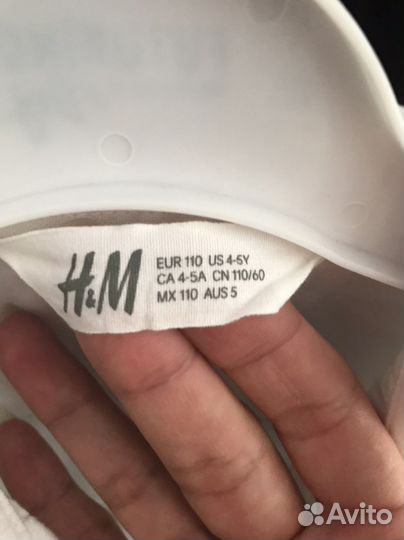 H&M
EUR 110 US 4-5Y
CA 4-5A CN 110/60
MX 110 AUS 5
Avito